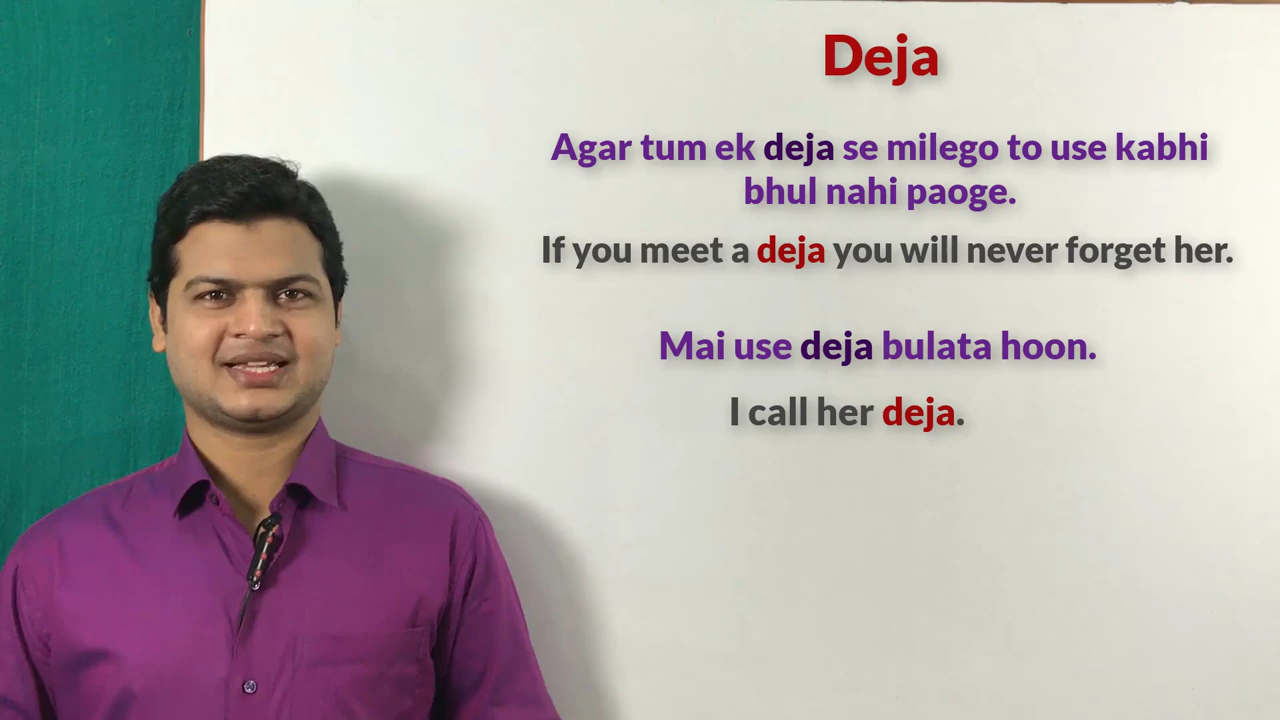 Deja
Agar tum ek deja se milego to use kabhi
bhul nahi paoge.
If you meet a deja you will never forget her.
Mai use deja bulata hoon.
I call her deja.